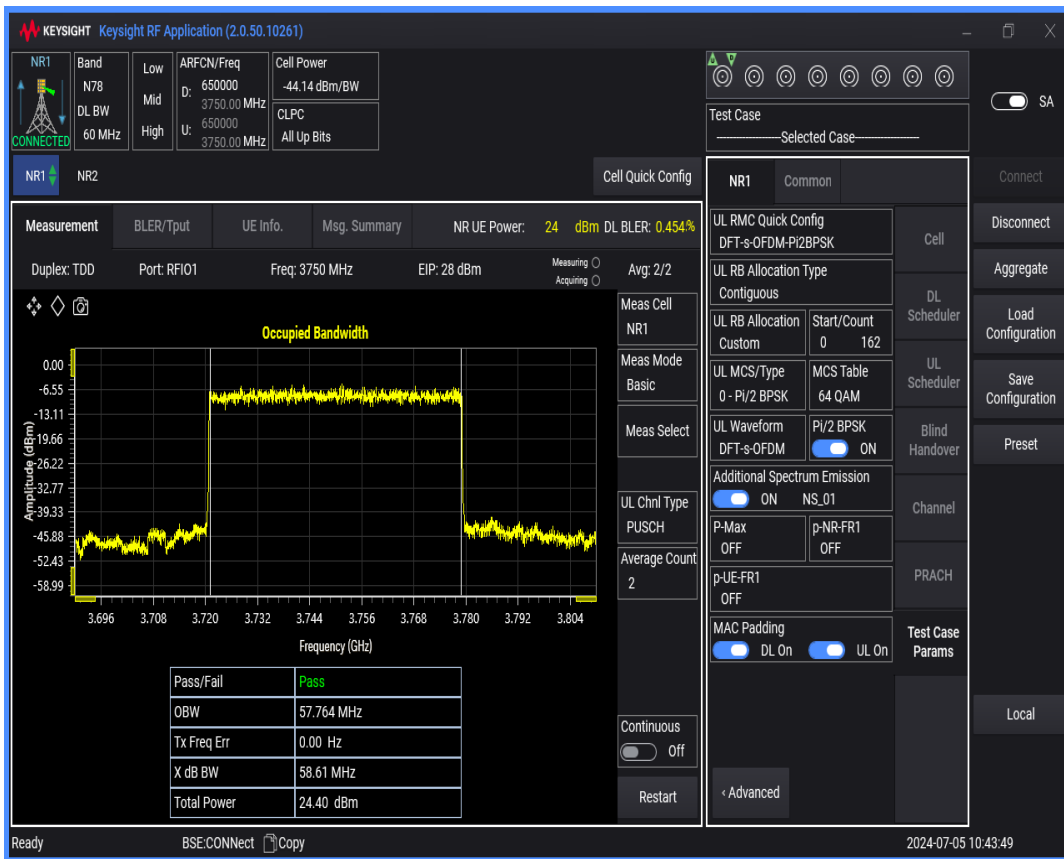 KEYSIGHT Keysight RF Application (2.0.50.10261)
NR1
CONNECTED
Band
N78
DL BW
60 MHz
Low
Mid
High
ARFCN/Freq
D: 650000
3750.00 MHz
U: 650000
3750.00 MHz
Cell Power
-44.14 dBm/BW
CLPC
All Up Bits
Test Case
----------Selected Case----------
SA
NR1 NR2
Cell Quick Config
Measurement BLER/Tput UE Info. Msg. Summary NR UE Power: 24 dBm DL BLER: 0.454%
Duplex: TDD Port: RFIO1 Freq: 3750 MHz EIP: 28 dBm
Measuring
Acquiring
Avg: 2/2
Occupied Bandwidth
Amplitude (dBm)
0.00
-6.55
-13.11
-19.66
-26.22
-32.77
-39.33
-45.88
-52.43
-58.99
3.696 3.708 3.720 3.732 3.744 3.756 3.768 3.780 3.792 3.804
Frequency (GHz)
Pass/Fail Pass
OBW 57.764 MHz
Tx Freq Err 0.00 Hz
X dB BW 58.61 MHz
Total Power 24.40 dBm
Meas Cell
NR1
Meas Mode
Basic
Meas Select
UL Chnl Type
PUSCH
Average Count
2
Continuous
Off
Restart
NR1 Common
UL RMC Quick Config
DFT-s-OFDM-Pi2BPSK
UL RB Allocation Type
Contiguous
UL RB Allocation
Custom
Start/Count
0 162
UL MCS/Type
0 - Pi/2 BPSK
MCS Table
64 QAM
UL Waveform
DFT-s-OFDM
Pi/2 BPSK
ON
Additional Spectrum Emission
ON NS_01
P-Max
OFF
p-NR-FR1
OFF
p-UE-FR1
OFF
MAC Padding
DL On UL On
‹ Advanced
Cell
DL
Scheduler
UL
Scheduler
Blind
Handover
Channel
PRACH
Test Case
Params
Connect
Disconnect
Aggregate
Load
Configuration
Save
Configuration
Preset
Local
Ready BSE:CONNect Copy 2024-07-05 10:43:49